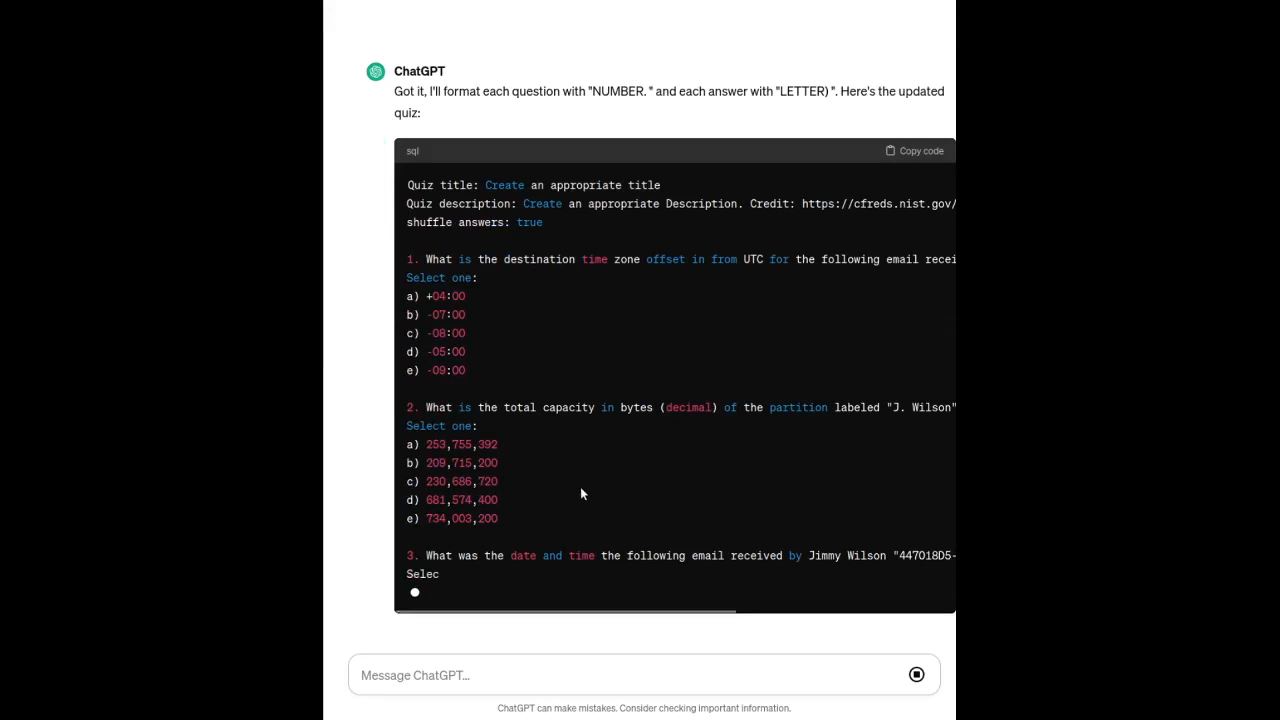 ChatGPT
Got it, I'll format each question with "NUMBER. " and each answer with "LETTER) ". Here's the updated
quiz:
sql
Copy code
Quiz title: Create an appropriate title
Quiz description: Create an appropriate Description. Credit: https://cfreds.nist.gov/
shuffle answers: true
1. What is the destination time zone offset in from UTC for the following email recei
Select one:
a) +04:00
b) -07:00
c) -08:00
d) -05:00
e) -09:00
2. What is the total capacity in bytes (decimal) of the partition labeled "J. Wilson"
Select one:
a) 253,755,392
b) 209,715,200
c) 230,686,720
d) 681,574,400
e) 734,003,200
3. What was the date and time the following email received by Jimmy Wilson "447018D5-
Selec
Message ChatGPT...
ChatGPT can make mistakes. Consider checking important information.